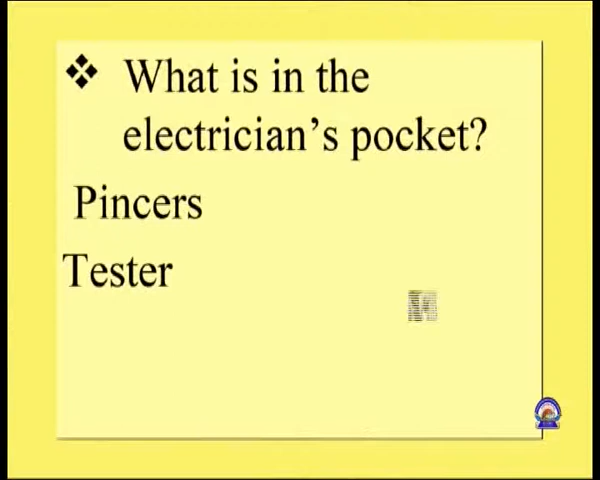 ❖ What is in the
electrician's pocket?
Pincers
Tester